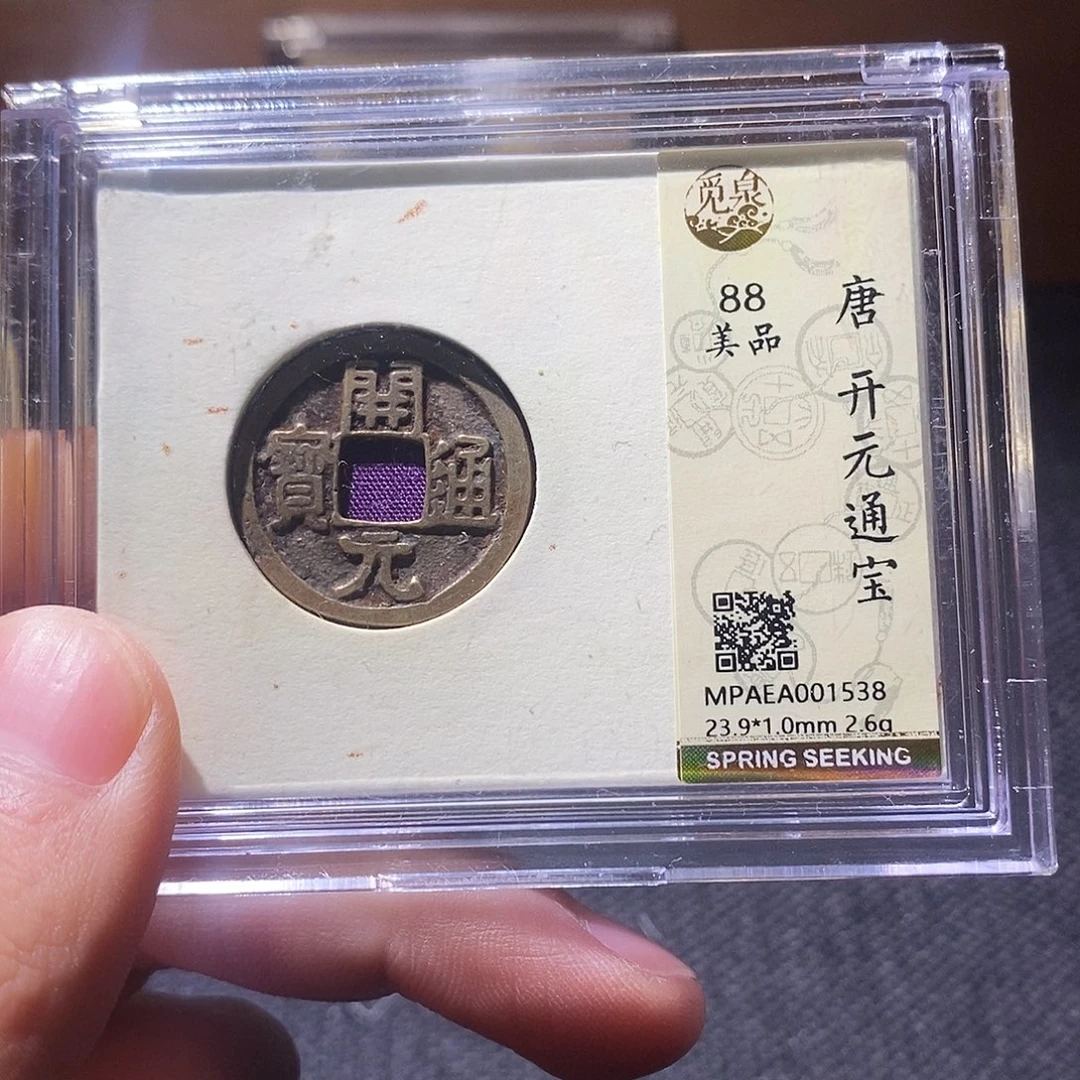 開
通
元
寶
觅泉
88
美品
唐 开元通宝
MPAEA001538
23.9*1.0mm 2.6g
SPRING SEEKING